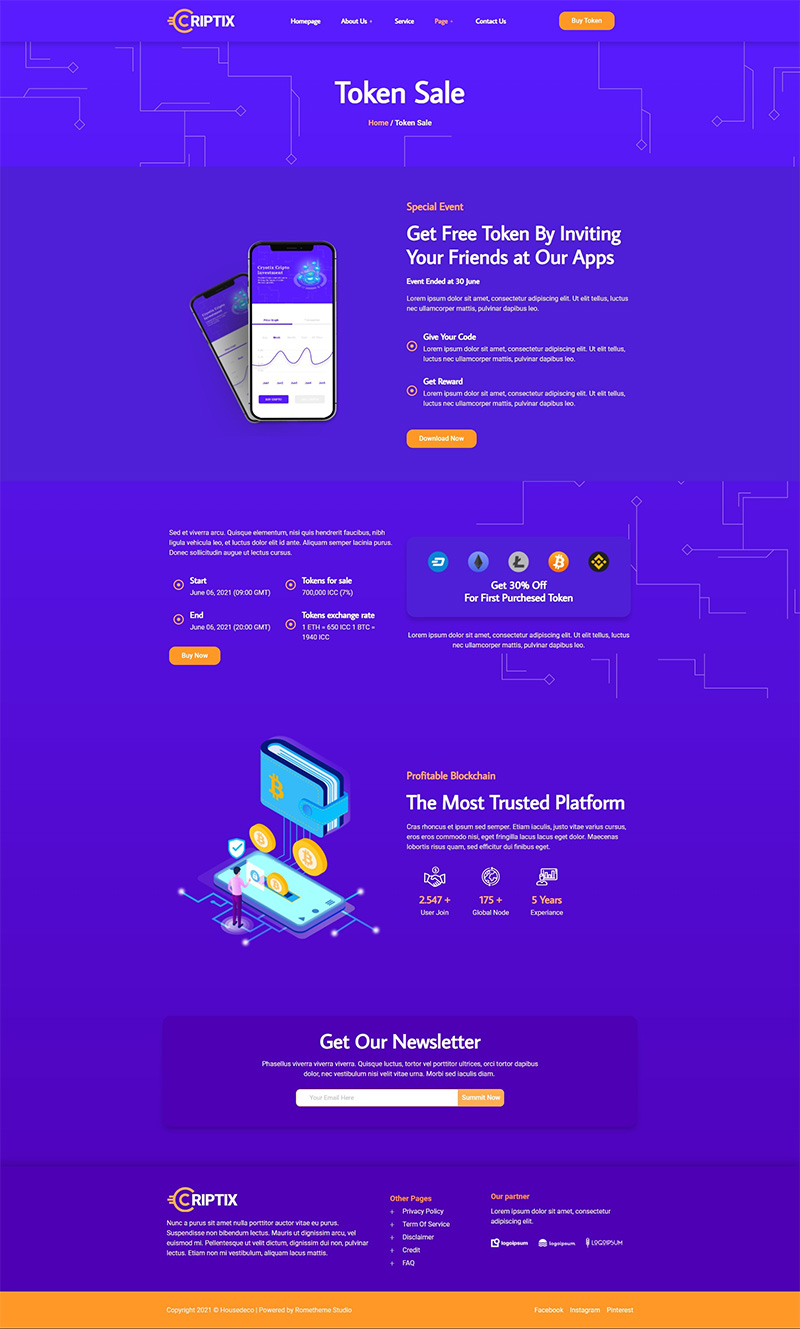 CRIPTIX
Homepage About Us + Service Page + Contact Us Buy Token
Token Sale
Home / Token Sale
Special Event
Get Free Token By Inviting
Your Friends at Our Apps
Event Ended at 30 June
Lorem ipsum dolor sit amet, consectetur adipiscing elit. Ut elit tellus, luctus
nec ullamcorper mattis, pulvinar dapibus leo.
Give Your Code
Lorem ipsum dolor sit amet, consectetur adipiscing elit. Ut elit tellus,
luctus nec ullamcorper mattis, pulvinar dapibus leo.
Get Reward
Lorem ipsum dolor sit amet, consectetur adipiscing elit. Ut elit tellus,
luctus nec ullamcorper mattis, pulvinar dapibus leo.
Download Now
Sed et viverra arcu. Quisque elementum, nisi quis hendrerit faucibus, nibh
ligula vehicula leo, et luctus dolor elit id ante. Aliquam semper lacinia purus.
Donec sollicitudin augue ut lectus cursus.
Start
June 06, 2021 (09:00 GMT)
Tokens for sale
700,000 ICC (7%)
End
June 06, 2021 (20:00 GMT)
Tokens exchange rate
1 ETH = 650 ICC 1 BTC =
1940 ICC
Buy Now
Get 30% Off
For First Purchesed Token
Lorem ipsum dolor sit amet, consectetur adipiscing elit. Ut elit tellus, luctus
nec ullamcorper mattis, pulvinar dapibus leo.
Profitable Blockchain
The Most Trusted Platform
Cras rhoncus et ipsum sed semper. Etiam iaculis, justo vitae varius cursus,
eros eros commodo nisi, eget fringilla lacus lacus eget dolor. Maecenas
lobortis risus quam, sed efficitur dui finibus eget.
2.547 + 175 + 5 Years
User Join Global Node Experiance
Get Our Newsletter
Phasellus viverra viverra viverra. Quisque luctus, tortor vel porttitor ultrices, orci tortor dapibus
dolor, nec vestibulum nisi velit vitae urna. Morbi sed iaculis diam.
Your Email Here Summit Now
CRIPTIX
Nunc a purus sit amet nulla porttitor auctor vitae eu purus.
Suspendisse non bibendum lectus. Mauris ut dignissim arcu, vel
euismod mi. Pellentesque ut velit dictum, dignissim dui non, pulvinar
lectus. Etiam non mi vestibulum, aliquam lacus mattis.
Other Pages
+ Privacy Policy
+ Term Of Service
+ Disclaimer
+ Credit
+ FAQ
Our partner
Lorem ipsum dolor sit amet, consectetur
adipiscing elit.
logoipsum logoipsum LOGOIPSUM
Copyright 2021 © Housedeco | Powered by Rometheme Studio
Facebook Instagram Pinterest